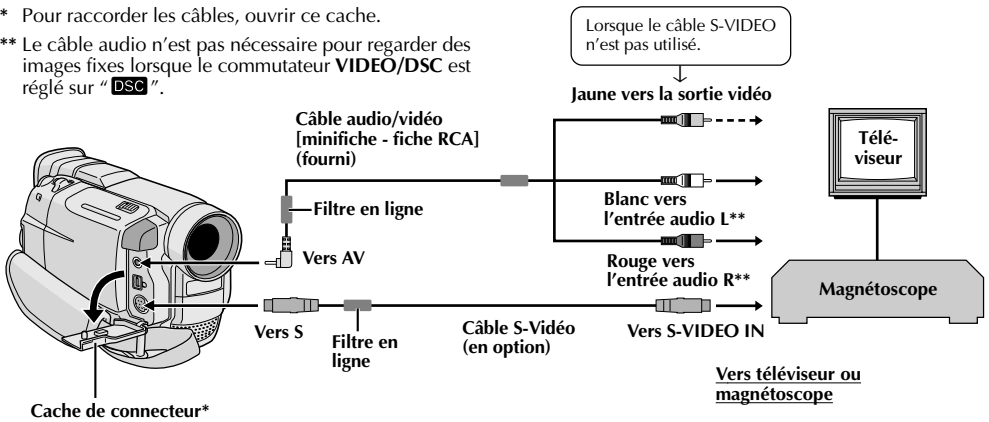 * Pour raccorder les câbles, ouvrir ce cache.
** Le câble audio n'est pas nécessaire pour regarder des
images fixes lorsque le commutateur VIDEO/DSC est
réglé sur " DSC ".
Lorsque le câble S-VIDEO
n'est pas utilisé.
Jaune vers la sortie vidéo
Câble audio/vidéo
[minifiche - fiche RCA]
(fourni)
Filtre en ligne
Vers AV
Blanc vers
l'entrée audio L**
Rouge vers
l'entrée audio R**
Télé-
viseur
Magnétoscope
Vers S
Filtre en
ligne
Câble S-Vidéo
(en option)
Vers S-VIDEO IN
Vers téléviseur ou
magnétoscope
Cache de connecteur*